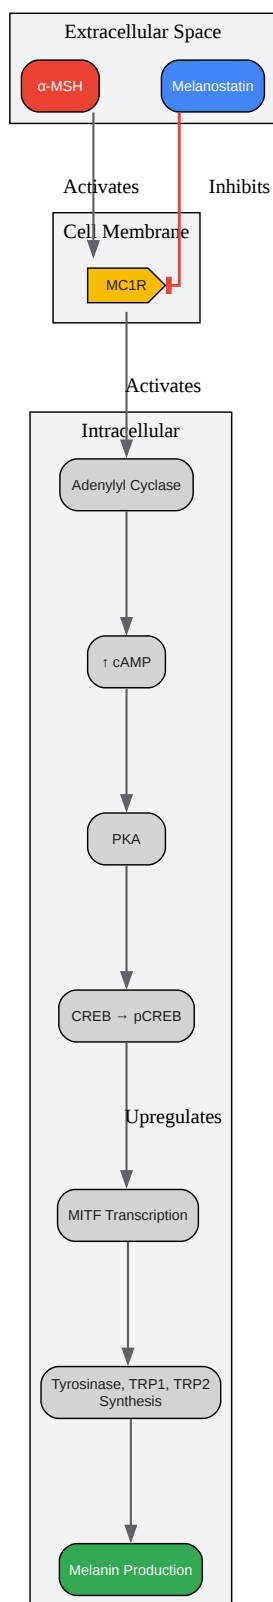 Extracellular Space
α-MSH
Melanostatin
Activates
Inhibits
Cell Membrane
MC1R
Activates
Intracellular
Adenylyl Cyclase
↑ cAMP
PKA
CREB → pCREB
Upregulates
MITF Transcription
Tyrosinase, TRP1, TRP2
Synthesis
Melanin Production